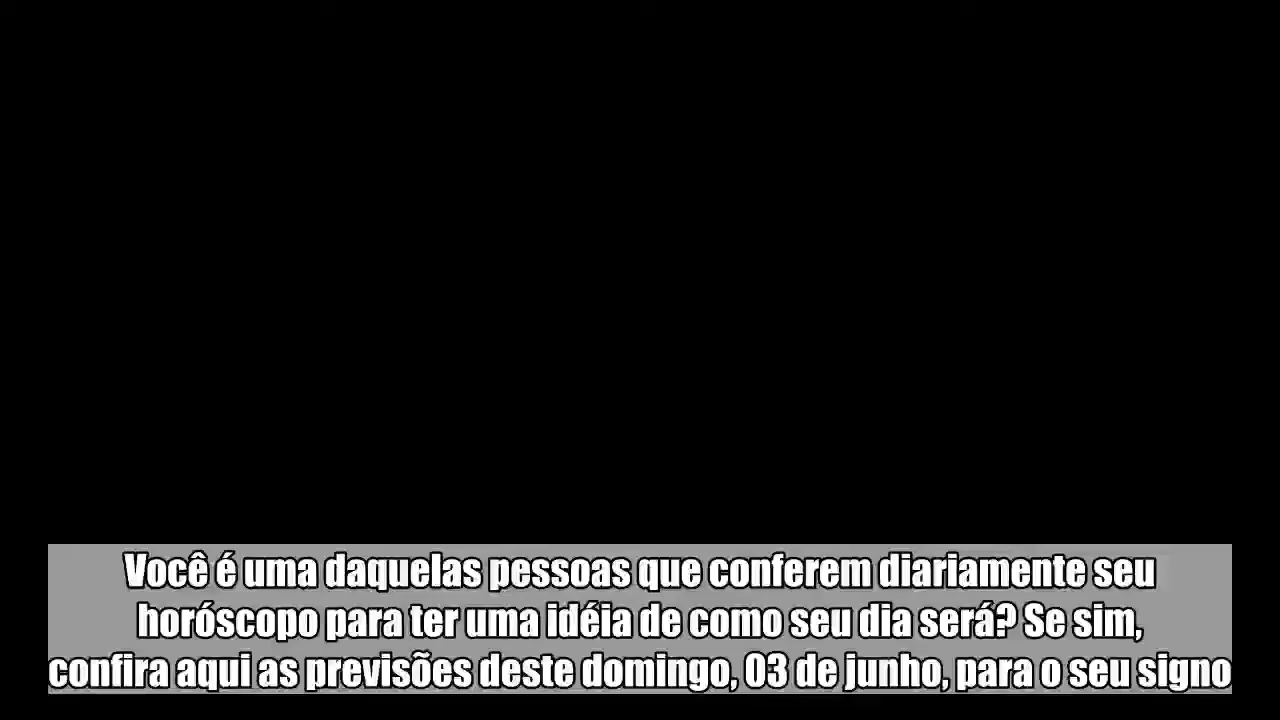 Você é uma daquelas pessoas que conferem diariamente seu
horóscopo para ter uma idéia de como seu dia será? Se sim,
confira aqui as previsões deste domingo, 03 de junho, para o seu signo